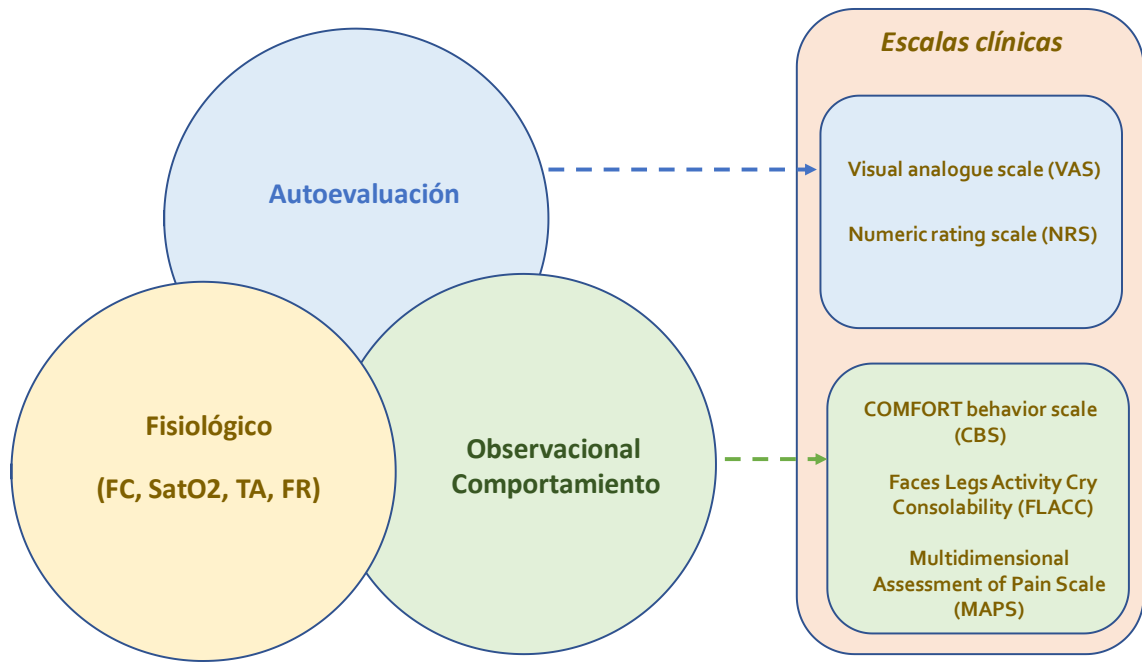 Autoevaluación
Fisiológico
(FC, SatO2, TA, FR)
Observacional
Comportamiento
Escalas clínicas
Visual analogue scale (VAS)
Numeric rating scale (NRS)
COMFORT behavior scale
(CBS)
Faces Legs Activity Cry
Consolability (FLACC)
Multidimensional
Assessment of Pain Scale
(MAPS)